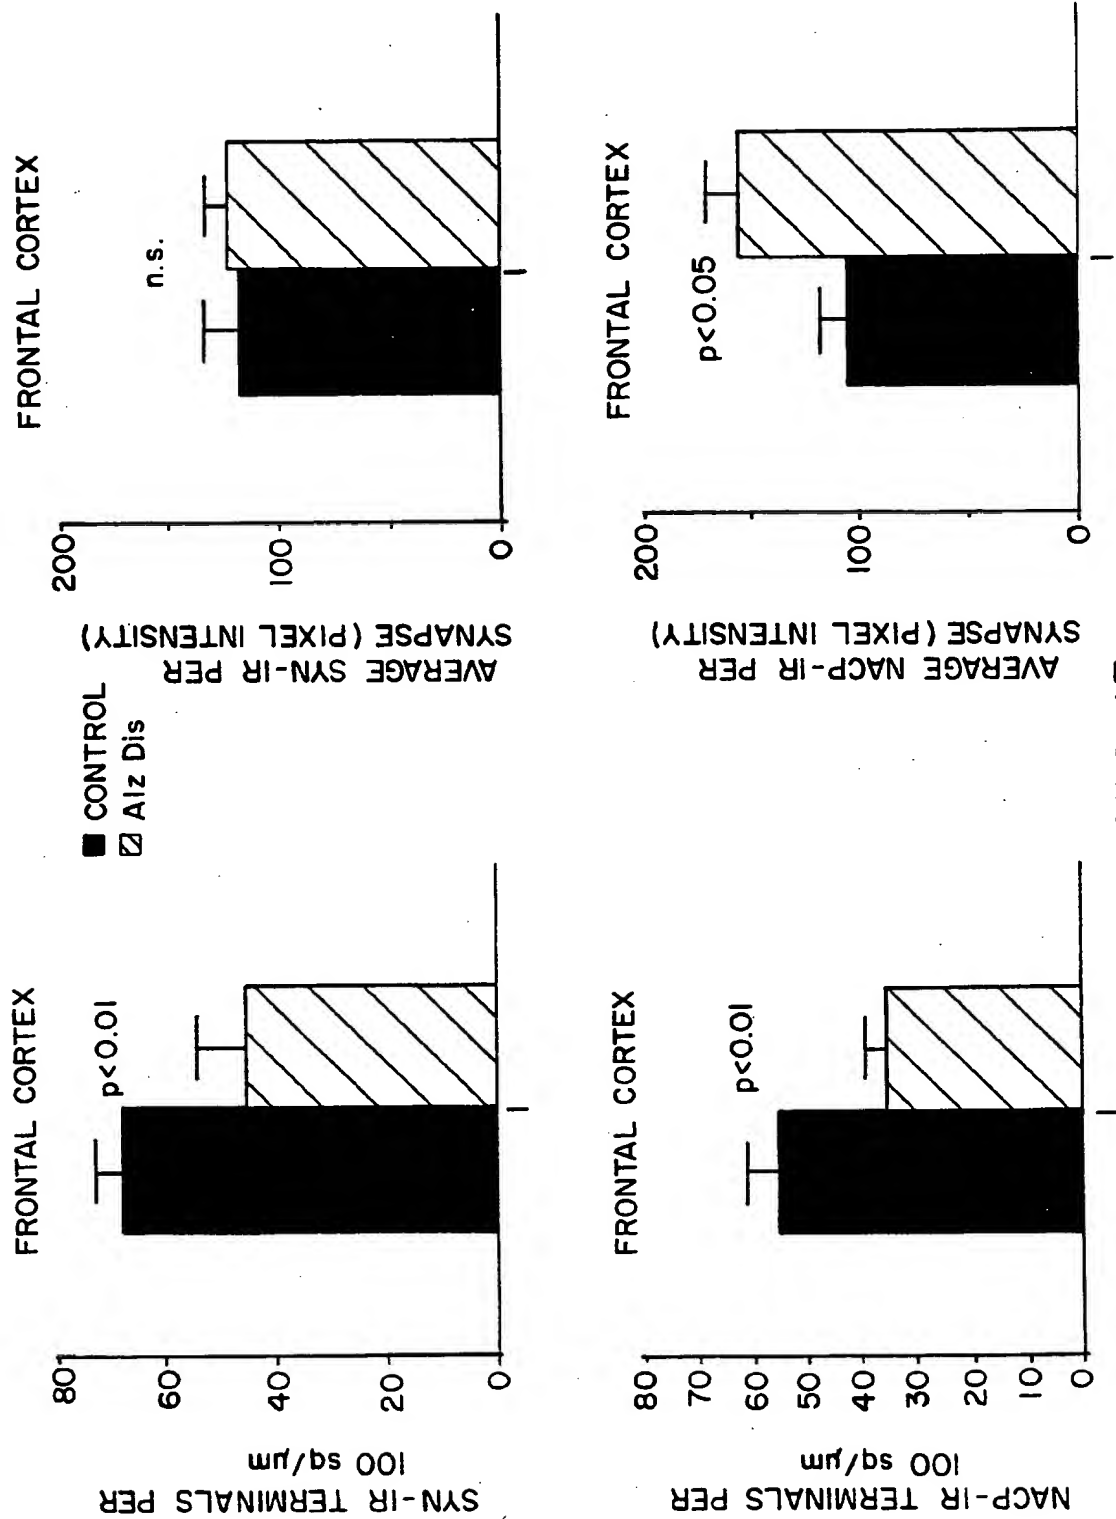 FRONTAL CORTEX
SYN-IR TERMINALS PER
100 sq/µm
80
60
40
20
0
p<0.01
CONTROL
Alz Dis
FRONTAL CORTEX
AVERAGE SYN-IR PER
SYNAPSE (PIXEL INTENSITY)
200
100
0
n.s.
FRONTAL CORTEX
NACP-IR TERMINALS PER
100 sq/µm
80
70
60
50
40
30
20
10
0
p<0.01
FRONTAL CORTEX
AVERAGE NACP-IR PER
SYNAPSE (PIXEL INTENSITY)
200
100
0
p<0.05